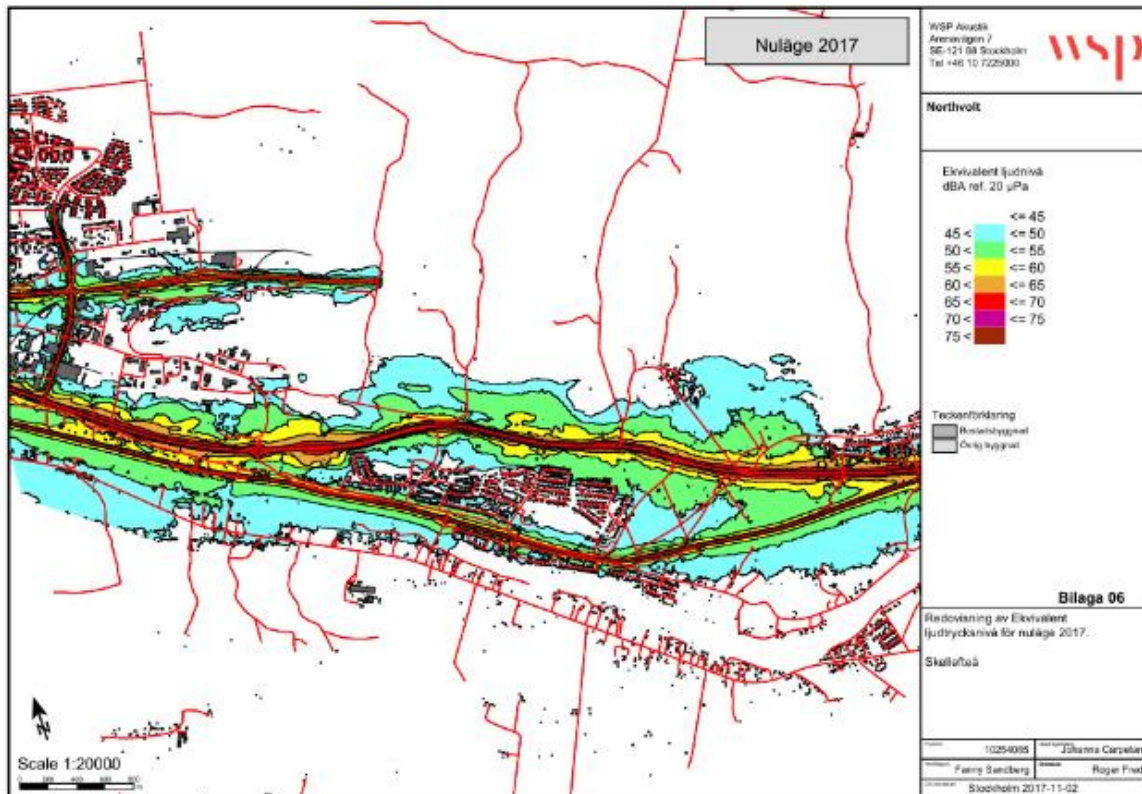 Nuläge 2017
WSP Akustik
Arenavägen 7
SE-121 88 Stockholm
Tel +46 10 7225000
wsp
Northvolt
Ekvivalent ljudnivå
dBA ref. 20 µPa
<= 45
45 < <= 50
50 < <= 55
55 < <= 60
60 < <= 65
65 < <= 70
70 < <= 75
75 <
Teckenförklaring
Bostadsbyggnad
Övrig byggnad
Bilaga 06
Redovisning av Ekvivalent
ljudtrycksnivå för nuläge 2017.
Skellefteå
10254085 Johanna Carpelan
Fanny Sandberg Roger Fred
Stockholm 2017-11-02
Scale 1:20000